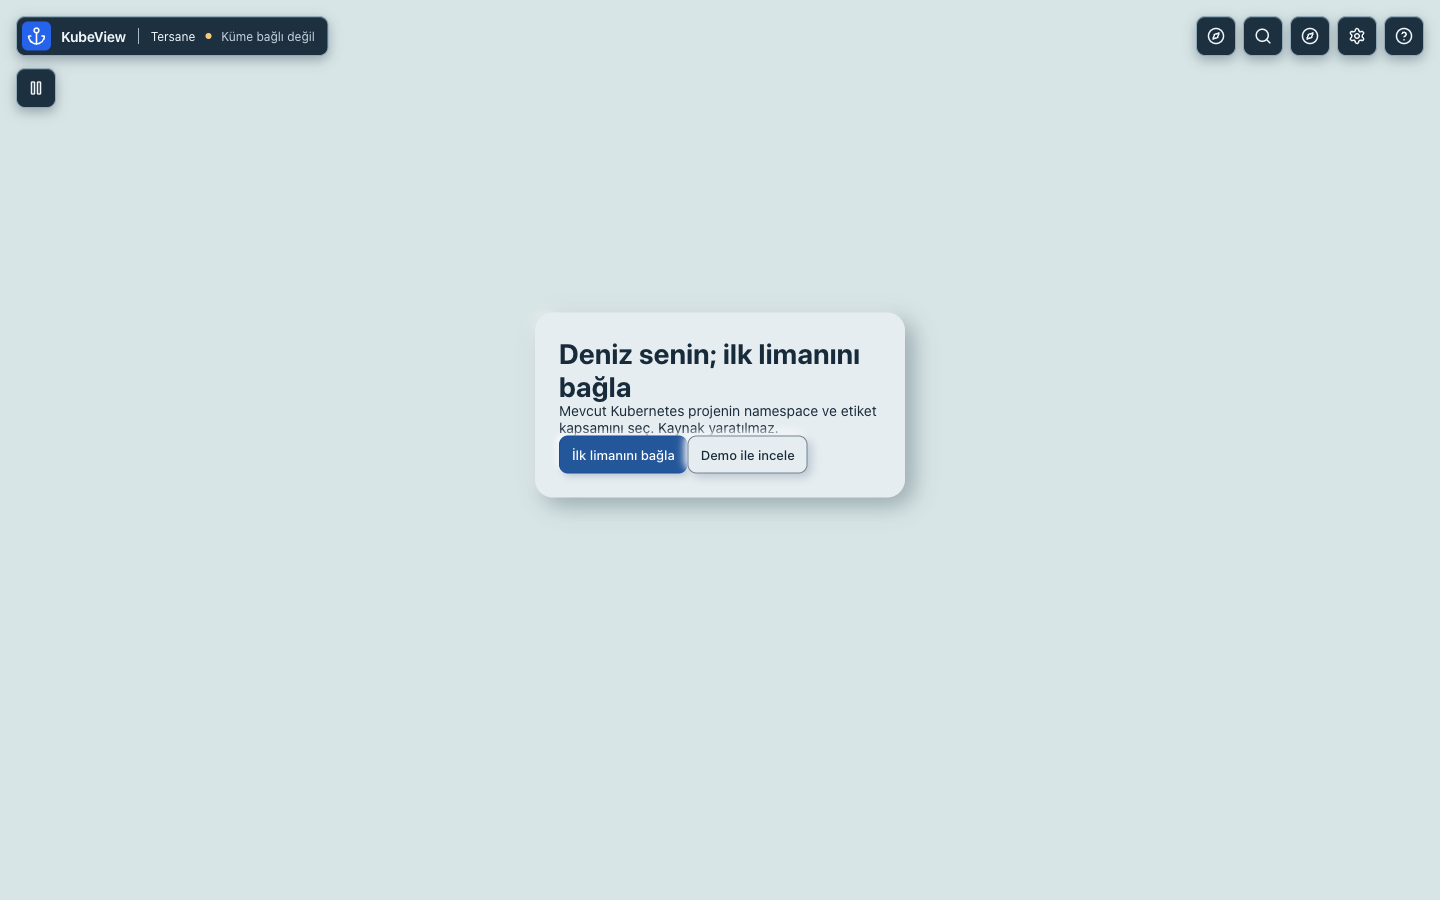 KubeView
Tersane
Küme bağlı değil
Deniz senin; ilk limanını
bağla
Mevcut Kubernetes projenin namespace ve etiket
kapsamını seç. Kaynak yaratılmaz.
İlk limanını bağla
Demo ile incele